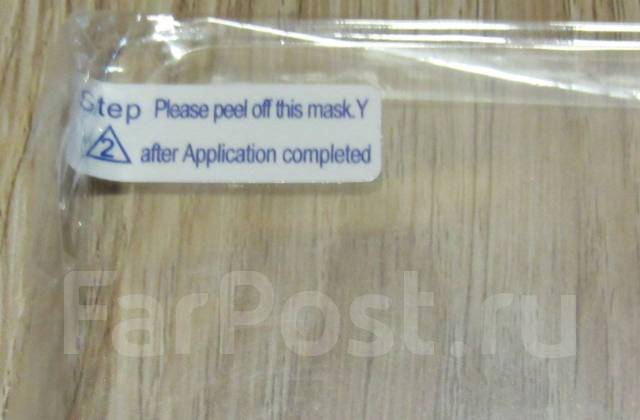 Step Please peel off this mask.Y
2 after Application completed
FarPost.ru